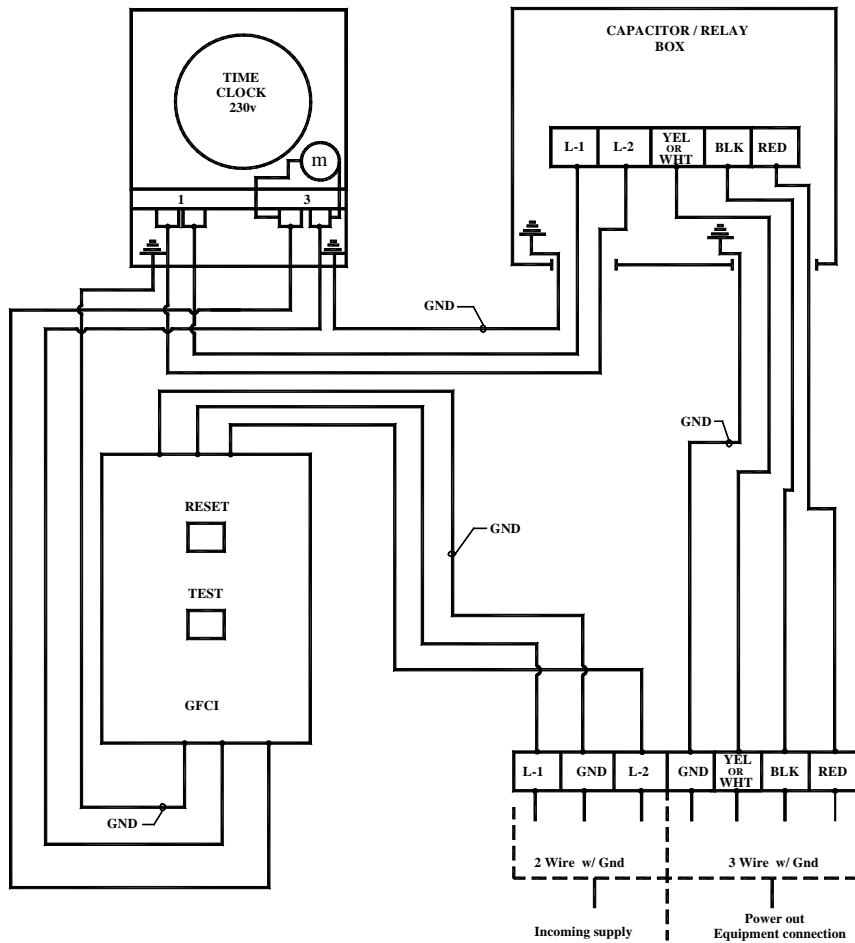 TIME
CLOCK
230v
m
1
3
CAPACITOR / RELAY
BOX
L-1
L-2
YEL
OR
WHT
BLK
RED
GND
GND
RESET
GND
TEST
GFCI
GND
L-1
GND
L-2
GND
YEL
OR
WHT
BLK
RED
2 Wire w/ Gnd
3 Wire w/ Gnd
Incoming supply
Power out
Equipment connection